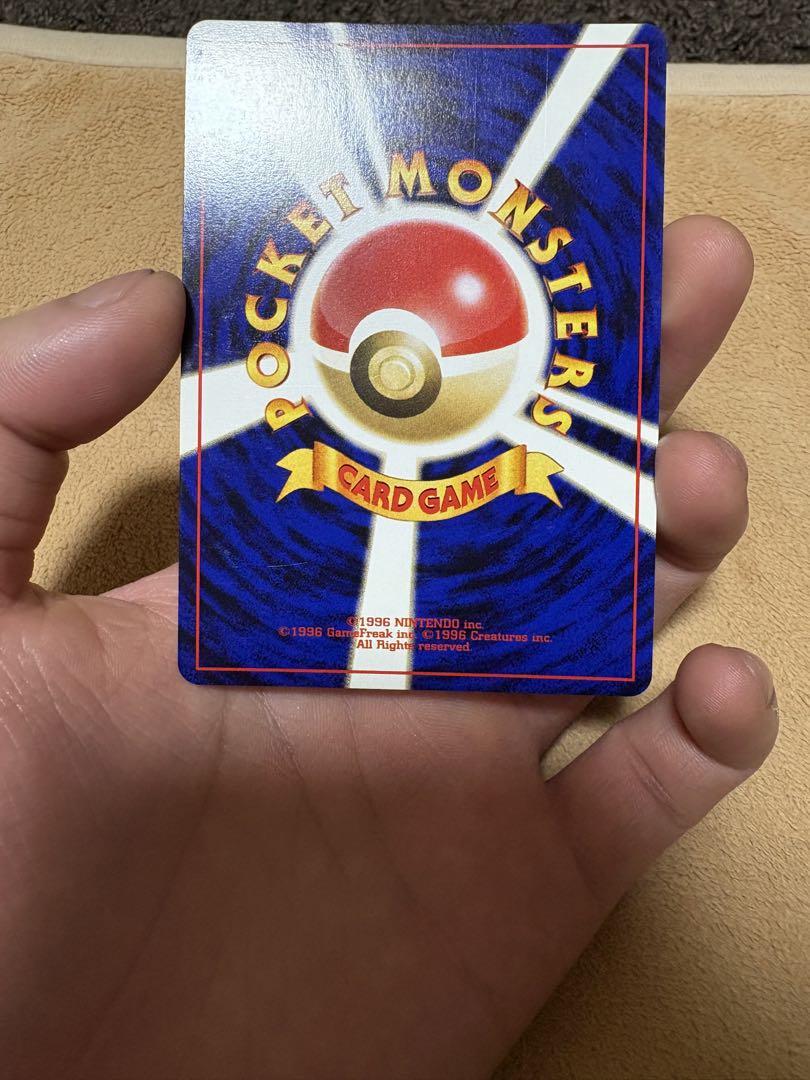 POCKET MONSTERS
CARD GAME
©1996 NINTENDO inc.
©1996 GameFreak inc. ©1996 Creatures inc.
All Rights reserved.